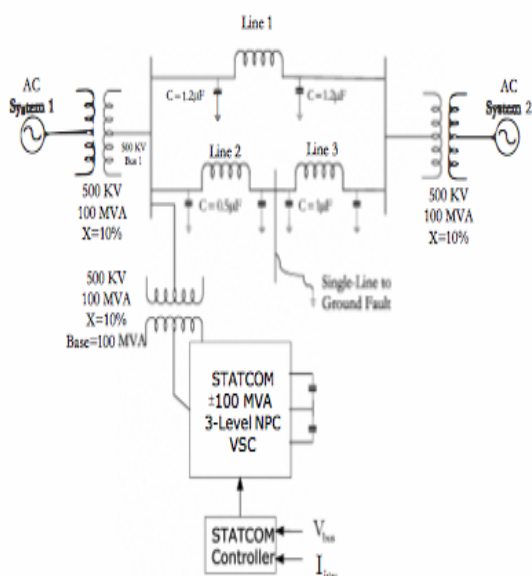 Line 1
AC
System 1
C = 1.2μF
C = 1.2μF
AC
System 2
500 KV
Bus 1
Line 2
Line 3
500 KV
100 MVA
X=10%
C = 0.5μF
C = 1μF
500 KV
100 MVA
X=10%
Single-Line to
Ground Fault
500 KV
100 MVA
X=10%
Base=100 MVA
STATCOM
±100 MVA
3-Level NPC
VSC
STATCOM
Controller
V bus
I